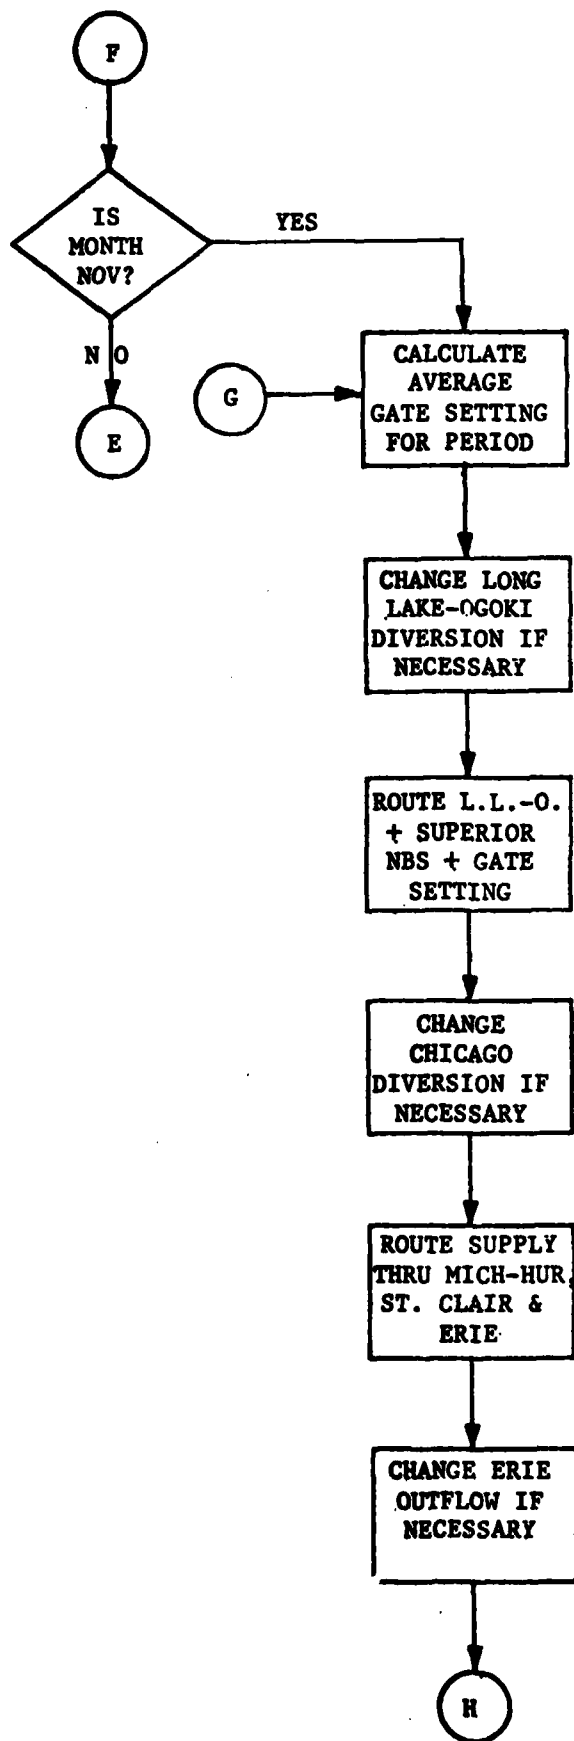 F
IS
MONTH
NOV?
YES
NO
E
G
CALCULATE
AVERAGE
GATE SETTING
FOR PERIOD
CHANGE LONG
LAKE-OGOKI
DIVERSION IF
NECESSARY
ROUTE L.L.-O.
+ SUPERIOR
NBS + GATE
SETTING
CHANGE
CHICAGO
DIVERSION IF
NECESSARY
ROUTE SUPPLY
THRU MICH-HUR,
ST. CLAIR &
ERIE
CHANGE ERIE
OUTFLOW IF
NECESSARY
H